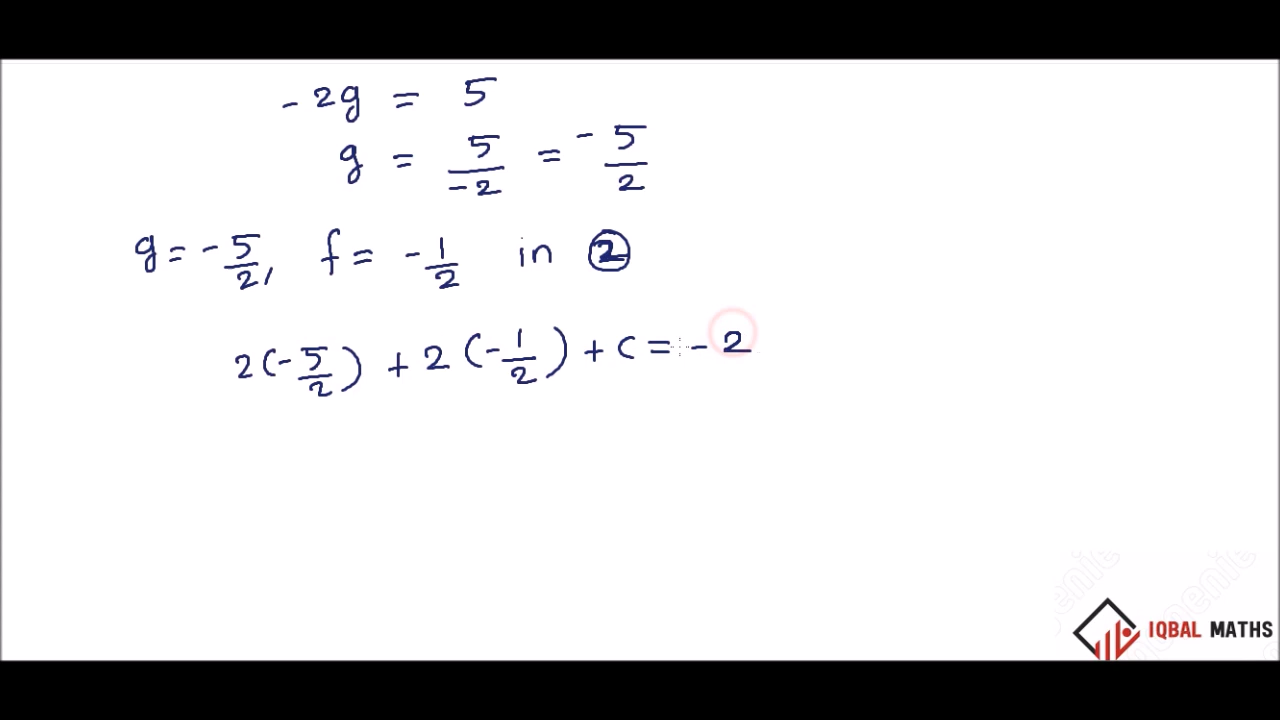 - 2g = 5
g = 5/-2 = - 5/2
g = - 5/2, f = - 1/2 in ②
2(- 5/2) + 2(- 1/2) + c = - 2
IQBAL MATHS